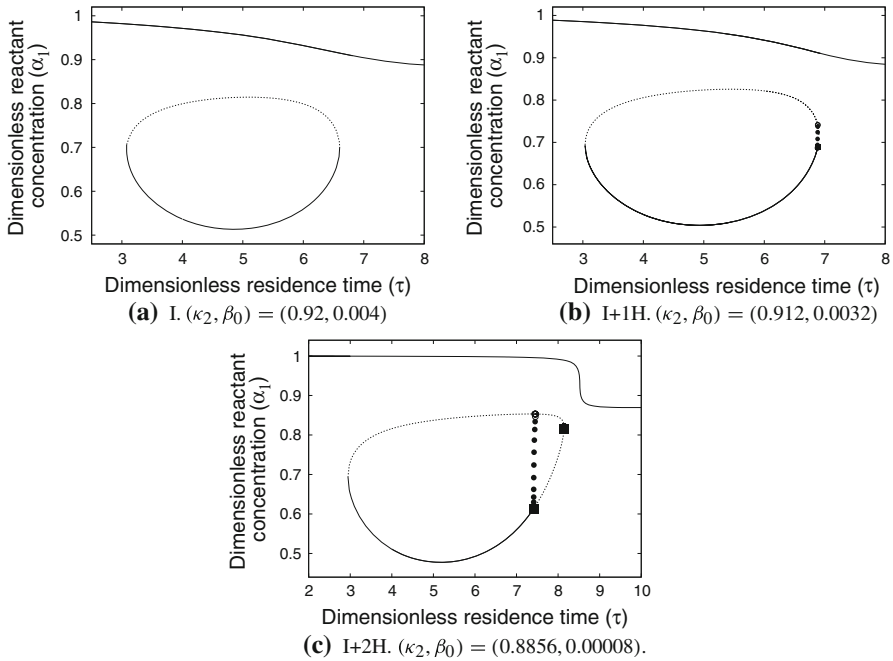 1
0.9
0.8
0.7
0.6
0.5
3 4 5 6 7 8
Dimensionless reactant
concentration (α₁)
Dimensionless residence time (τ)
(a) I. (κ₂, β₀) = (0.92, 0.004)
1
0.9
0.8
0.7
0.6
0.5
3 4 5 6 7 8
Dimensionless reactant
concentration (α₁)
Dimensionless residence time (τ)
(b) I+1H. (κ₂, β₀) = (0.912, 0.0032)
1
0.9
0.8
0.7
0.6
0.5
2 3 4 5 6 7 8 9 10
Dimensionless reactant
concentration (α₁)
Dimensionless residence time (τ)
(c) I+2H. (κ₂, β₀) = (0.8856, 0.00008).